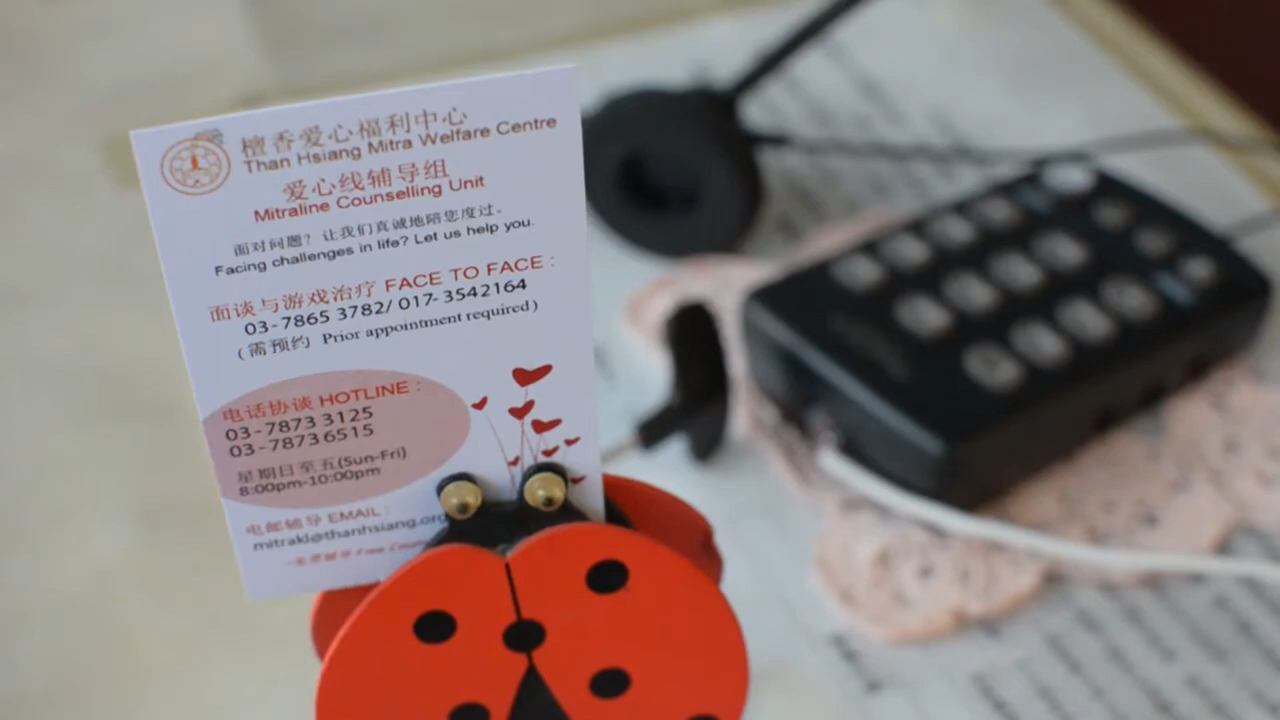 檀香爱心福利中心
Than Hsiang Mitra Welfare Centre
爱心线辅导组
Mitraline Counselling Unit
面对问题？让我们真诚地陪您度过。
Facing challenges in life? Let us help you.
面谈与游戏治疗 FACE TO FACE :
03-7865 3782/ 017-3542164
(需预约 Prior appointment required)
电话协谈 HOTLINE :
03-7873 3125
03-7873 6515
星期日至五(Sun-Fri)
8:00pm-10:00pm
电邮辅导 EMAIL :
mitrakl@thanhsiang.org